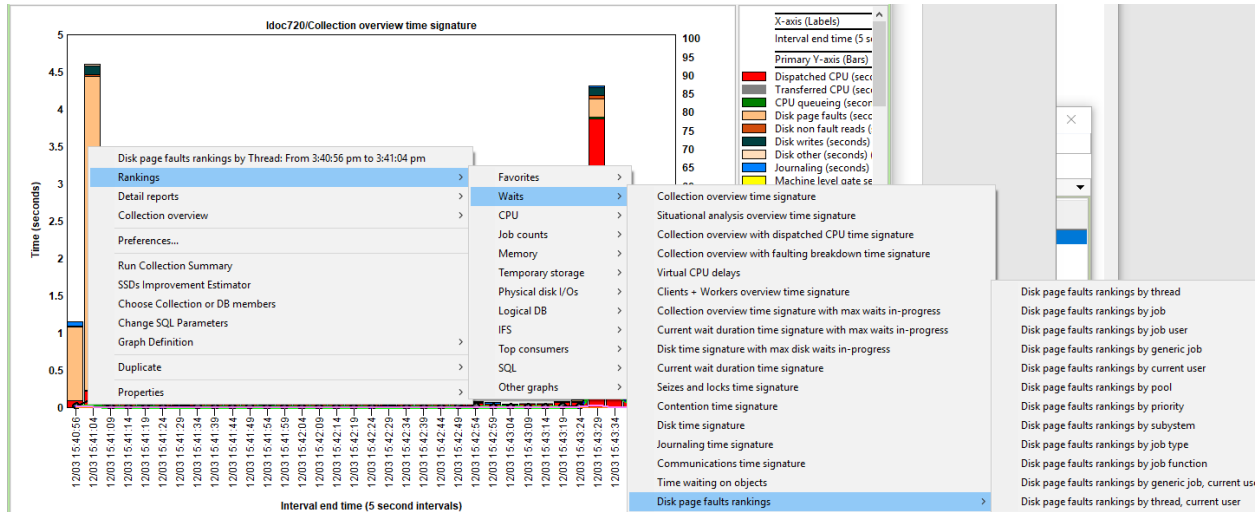 Idoc720/Collection overview time signature
5
4.5
4
3.5
3
2.5
2
1.5
1
0.5
0
Time (seconds)
100
95
90
85
80
75
70
65
12/03 15:40:56
12/03 15:41:04
12/03 15:41:09
12/03 15:41:14
12/03 15:41:24
12/03 15:41:29
12/03 15:41:34
12/03 15:41:39
12/03 15:41:44
12/03 15:41:49
12/03 15:41:54
12/03 15:41:59
12/03 15:42:04
12/03 15:42:09
12/03 15:42:14
12/03 15:42:24
12/03 15:42:29
12/03 15:42:34
12/03 15:42:39
12/03 15:42:44
12/03 15:42:49
12/03 15:42:54
12/03 15:42:59
12/03 15:43:04
12/03 15:43:09
12/03 15:43:14
12/03 15:43:19
12/03 15:43:24
12/03 15:43:29
12/03 15:43:34
Interval end time (5 second intervals)
X-axis (Labels)
Interval end time (5 s
Primary Y-axis (Bars)
Dispatched CPU (sec
Transferred CPU (sec
CPU queueing (secon
Disk page faults (secc
Disk non fault reads (
Disk writes (seconds)
Disk other (seconds) (
Journaling (seconds)
Machine level gate se
Disk page faults rankings by Thread: From 3:40:56 pm to 3:41:04 pm
Rankings
Detail reports
Collection overview
Preferences...
Run Collection Summary
SSDs Improvement Estimator
Choose Collection or DB members
Change SQL Parameters
Graph Definition
Duplicate
Properties
Favorites
Waits
CPU
Job counts
Memory
Temporary storage
Physical disk I/Os
Logical DB
IFS
Top consumers
SQL
Other graphs
Collection overview time signature
Situational analysis overview time signature
Collection overview with dispatched CPU time signature
Collection overview with faulting breakdown time signature
Virtual CPU delays
Clients + Workers overview time signature
Collection overview time signature with max waits in-progress
Current wait duration time signature with max waits in-progress
Disk time signature with max disk waits in-progress
Current wait duration time signature
Seizes and locks time signature
Contention time signature
Disk time signature
Journaling time signature
Communications time signature
Time waiting on objects
Disk page faults rankings
Disk page faults rankings by thread
Disk page faults rankings by job
Disk page faults rankings by job user
Disk page faults rankings by generic job
Disk page faults rankings by current user
Disk page faults rankings by pool
Disk page faults rankings by priority
Disk page faults rankings by subystem
Disk page faults rankings by job type
Disk page faults rankings by job function
Disk page faults rankings by generic job, current use
Disk page faults rankings by thread, current user